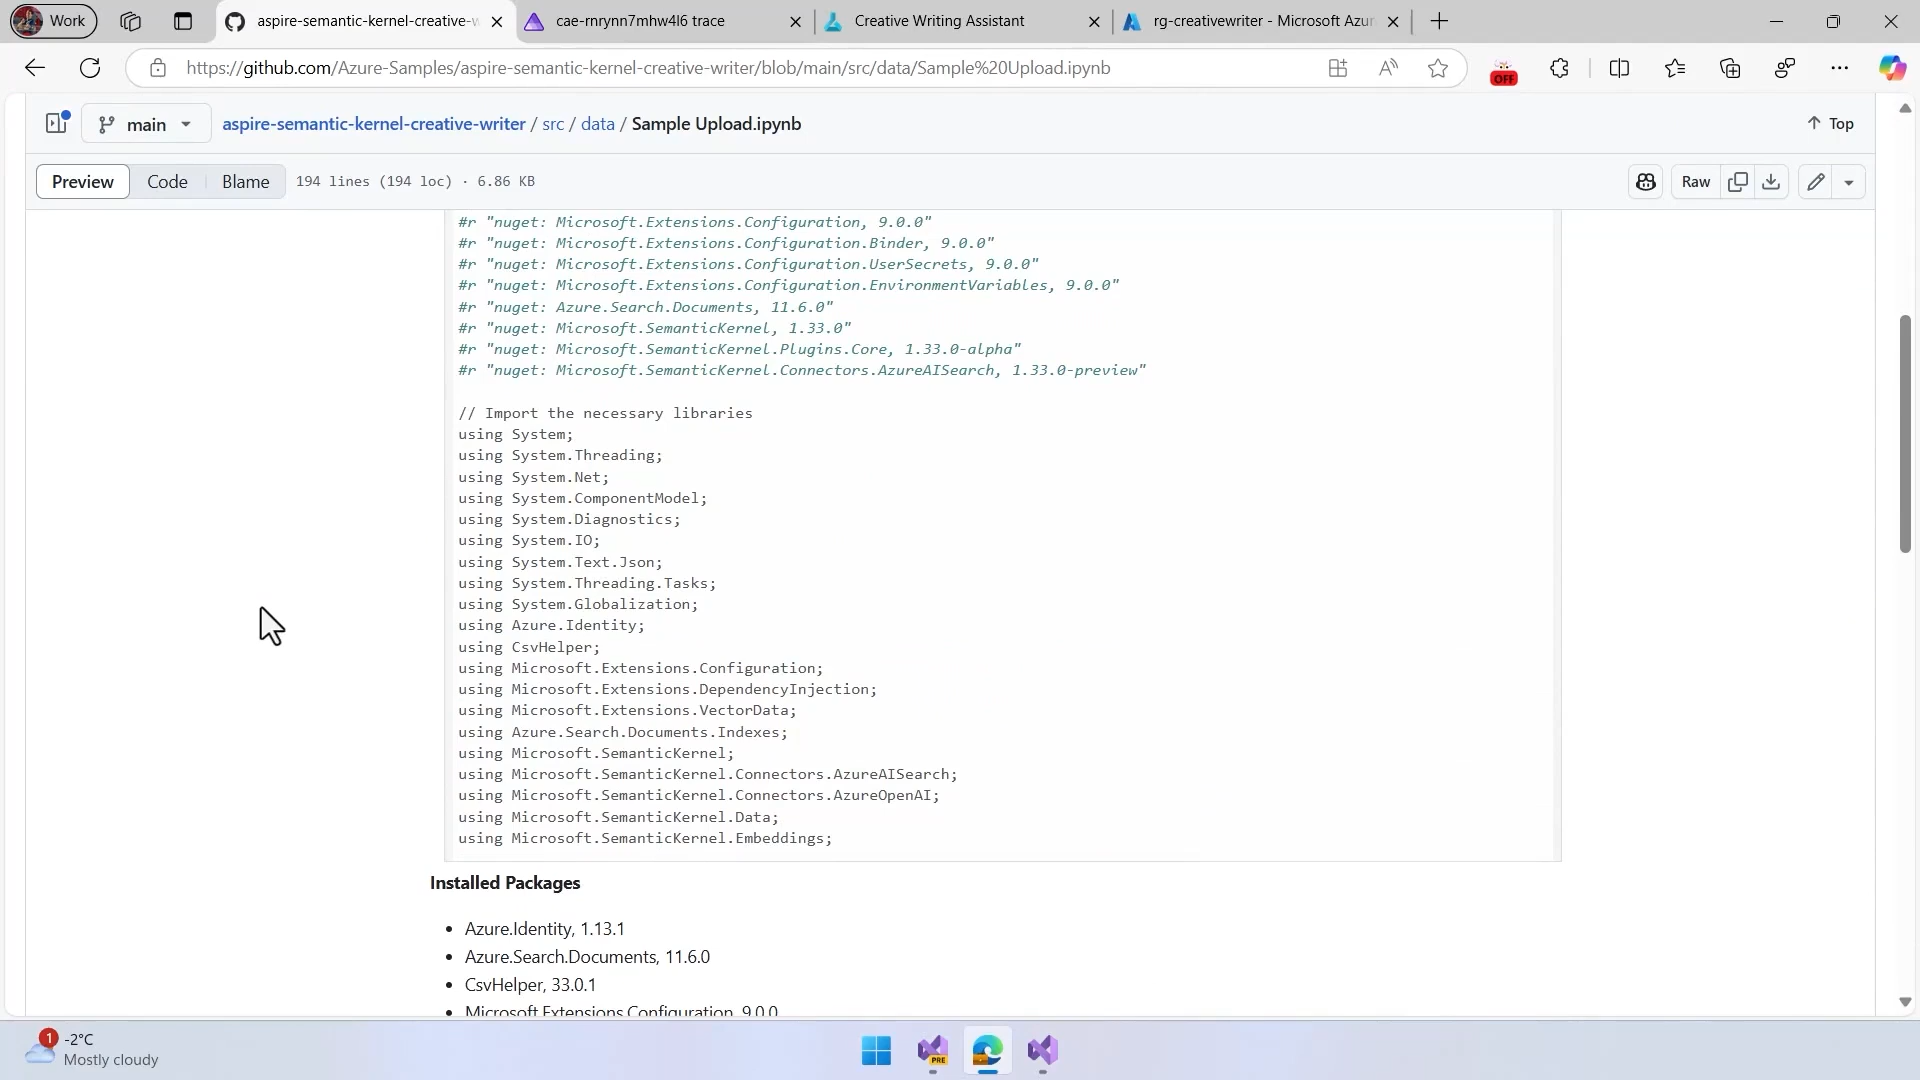 Work
aspire-semantic-kernel-creative-w
cae-rnrynn7mhw4l6 trace
Creative Writing Assistant
rg-creativewriter - Microsoft Azur
https://github.com/Azure-Samples/aspire-semantic-kernel-creative-writer/blob/main/src/data/Sample%20Upload.ipynb
OFF
main
aspire-semantic-kernel-creative-writer / src / data / Sample Upload.ipynb
Top
Preview
Code
Blame
194 lines (194 loc) · 6.86 KB
Raw
#r "nuget: Microsoft.Extensions.Configuration, 9.0.0"
#r "nuget: Microsoft.Extensions.Configuration.Binder, 9.0.0"
#r "nuget: Microsoft.Extensions.Configuration.UserSecrets, 9.0.0"
#r "nuget: Microsoft.Extensions.Configuration.EnvironmentVariables, 9.0.0"
#r "nuget: Azure.Search.Documents, 11.6.0"
#r "nuget: Microsoft.SemanticKernel, 1.33.0"
#r "nuget: Microsoft.SemanticKernel.Plugins.Core, 1.33.0-alpha"
#r "nuget: Microsoft.SemanticKernel.Connectors.AzureAISearch, 1.33.0-preview"
// Import the necessary libraries
using System;
using System.Threading;
using System.Net;
using System.ComponentModel;
using System.Diagnostics;
using System.IO;
using System.Text.Json;
using System.Threading.Tasks;
using System.Globalization;
using Azure.Identity;
using CsvHelper;
using Microsoft.Extensions.Configuration;
using Microsoft.Extensions.DependencyInjection;
using Microsoft.Extensions.VectorData;
using Azure.Search.Documents.Indexes;
using Microsoft.SemanticKernel;
using Microsoft.SemanticKernel.Connectors.AzureAISearch;
using Microsoft.SemanticKernel.Connectors.AzureOpenAI;
using Microsoft.SemanticKernel.Data;
using Microsoft.SemanticKernel.Embeddings;
Installed Packages
• Azure.Identity, 1.13.1
• Azure.Search.Documents, 11.6.0
• CsvHelper, 33.0.1
• Microsoft.Extensions.Configuration, 9.0.0
1
-2°C
Mostly cloudy
PRE